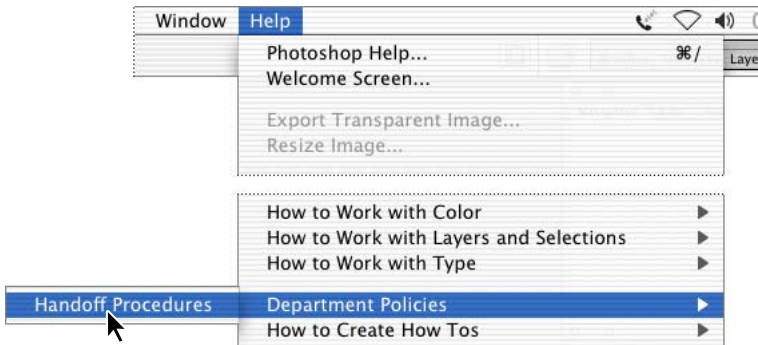 Window Help
Photoshop Help... ⌘/
Laye
Welcome Screen...
Export Transparent Image...
Resize Image...
How to Work with Color
How to Work with Layers and Selections
How to Work with Type
Handoff Procedures Department Policies
How to Create How Tos